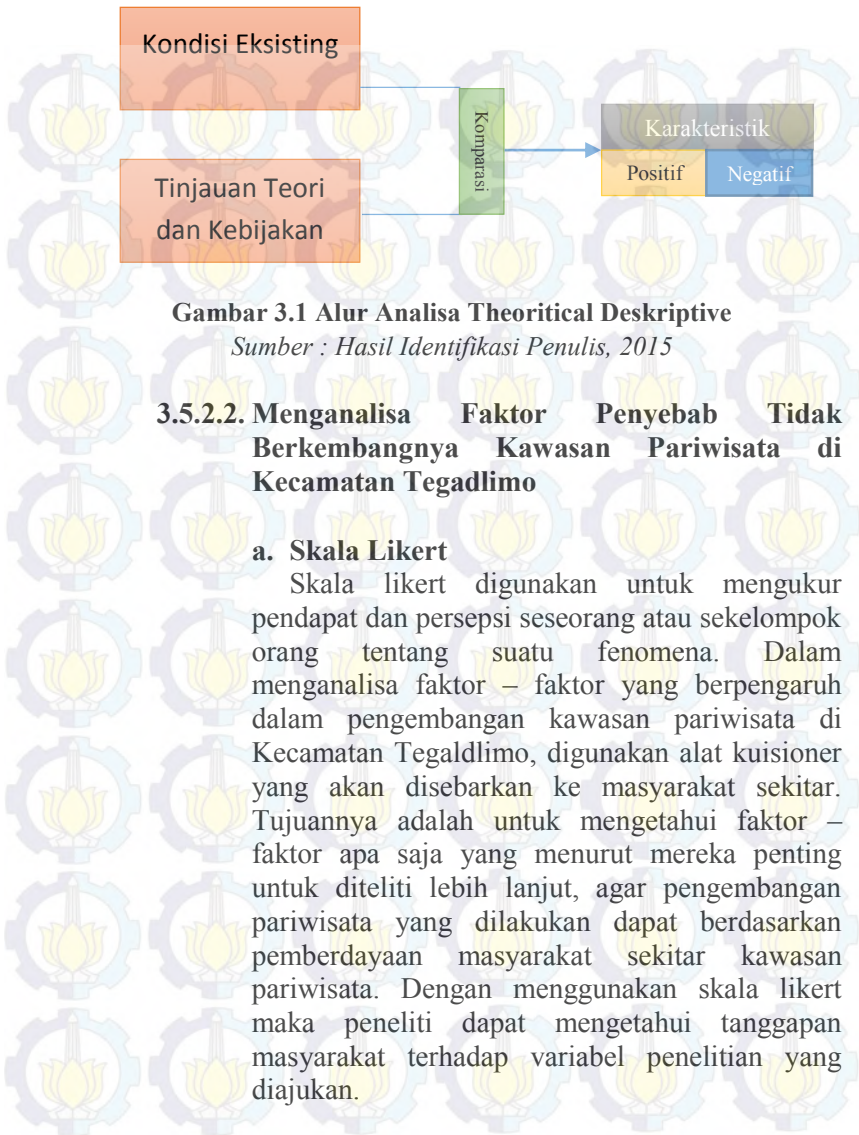 Kondisi Eksisting
Tinjauan Teori
dan Kebijakan
Komparasi
Karakteristik
Positif
Negatif
Gambar 3.1 Alur Analisa Theoritical Deskriptive
Sumber : Hasil Identifikasi Penulis, 2015
3.5.2.2. Menganalisa Faktor Penyebab Tidak
Berkembangnya Kawasan Pariwisata di
Kecamatan Tegadlimo
a. Skala Likert
Skala likert digunakan untuk mengukur
pendapat dan persepsi seseorang atau sekelompok
orang tentang suatu fenomena. Dalam
menganalisa faktor – faktor yang berpengaruh
dalam pengembangan kawasan pariwisata di
Kecamatan Tegaldlimo, digunakan alat kuisioner
yang akan disebarkan ke masyarakat sekitar.
Tujuannya adalah untuk mengetahui faktor –
faktor apa saja yang menurut mereka penting
untuk diteliti lebih lanjut, agar pengembangan
pariwisata yang dilakukan dapat berdasarkan
pemberdayaan masyarakat sekitar kawasan
pariwisata. Dengan menggunakan skala likert
maka peneliti dapat mengetahui tanggapan
masyarakat terhadap variabel penelitian yang
diajukan.